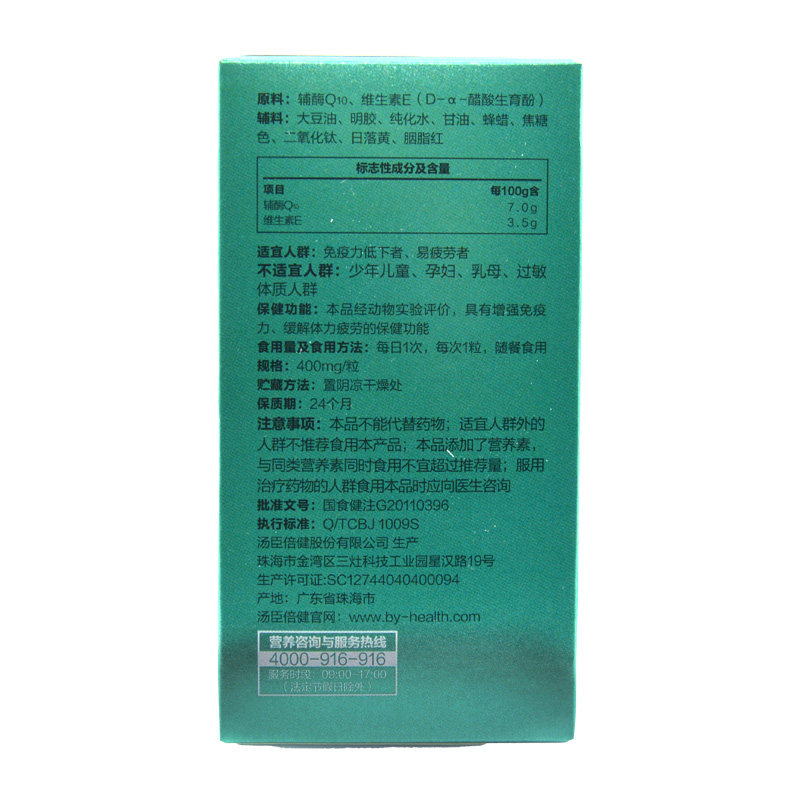 原料：辅酶Q10、维生素E（D-α-醋酸生育酚）
辅料：大豆油、明胶、纯化水、甘油、蜂蜡、焦糖
色、二氧化钛、日落黄、胭脂红
标志性成分及含量
项目 每100g含
辅酶Q10 7.0g
维生素E 3.5g
适宜人群：免疫力低下者、易疲劳者
不适宜人群：少年儿童、孕妇、乳母、过敏
体质人群
保健功能：本品经动物实验评价，具有增强免疫
力、缓解体力疲劳的保健功能
食用量及食用方法：每日1次，每次1粒，随餐食用
规格：400mg/粒
贮藏方法：置阴凉干燥处
保质期：24个月
注意事项：本品不能代替药物；适宜人群外的
人群不推荐食用本产品；本品添加了营养素，
与同类营养素同时食用不宜超过推荐量；服用
治疗药物的人群食用本品时应向医生咨询
批准文号：国食健注G20110396
执行标准：Q/TCBJ 1009S
汤臣倍健股份有限公司 生产
珠海市金湾区三灶科技工业园星汉路19号
生产许可证:SC12744040400094
产地：广东省珠海市
汤臣倍健官网：www.by-health.com
营养咨询与服务热线
4000-916-916
服务时段：09:00-17:00
（法定节假日除外）